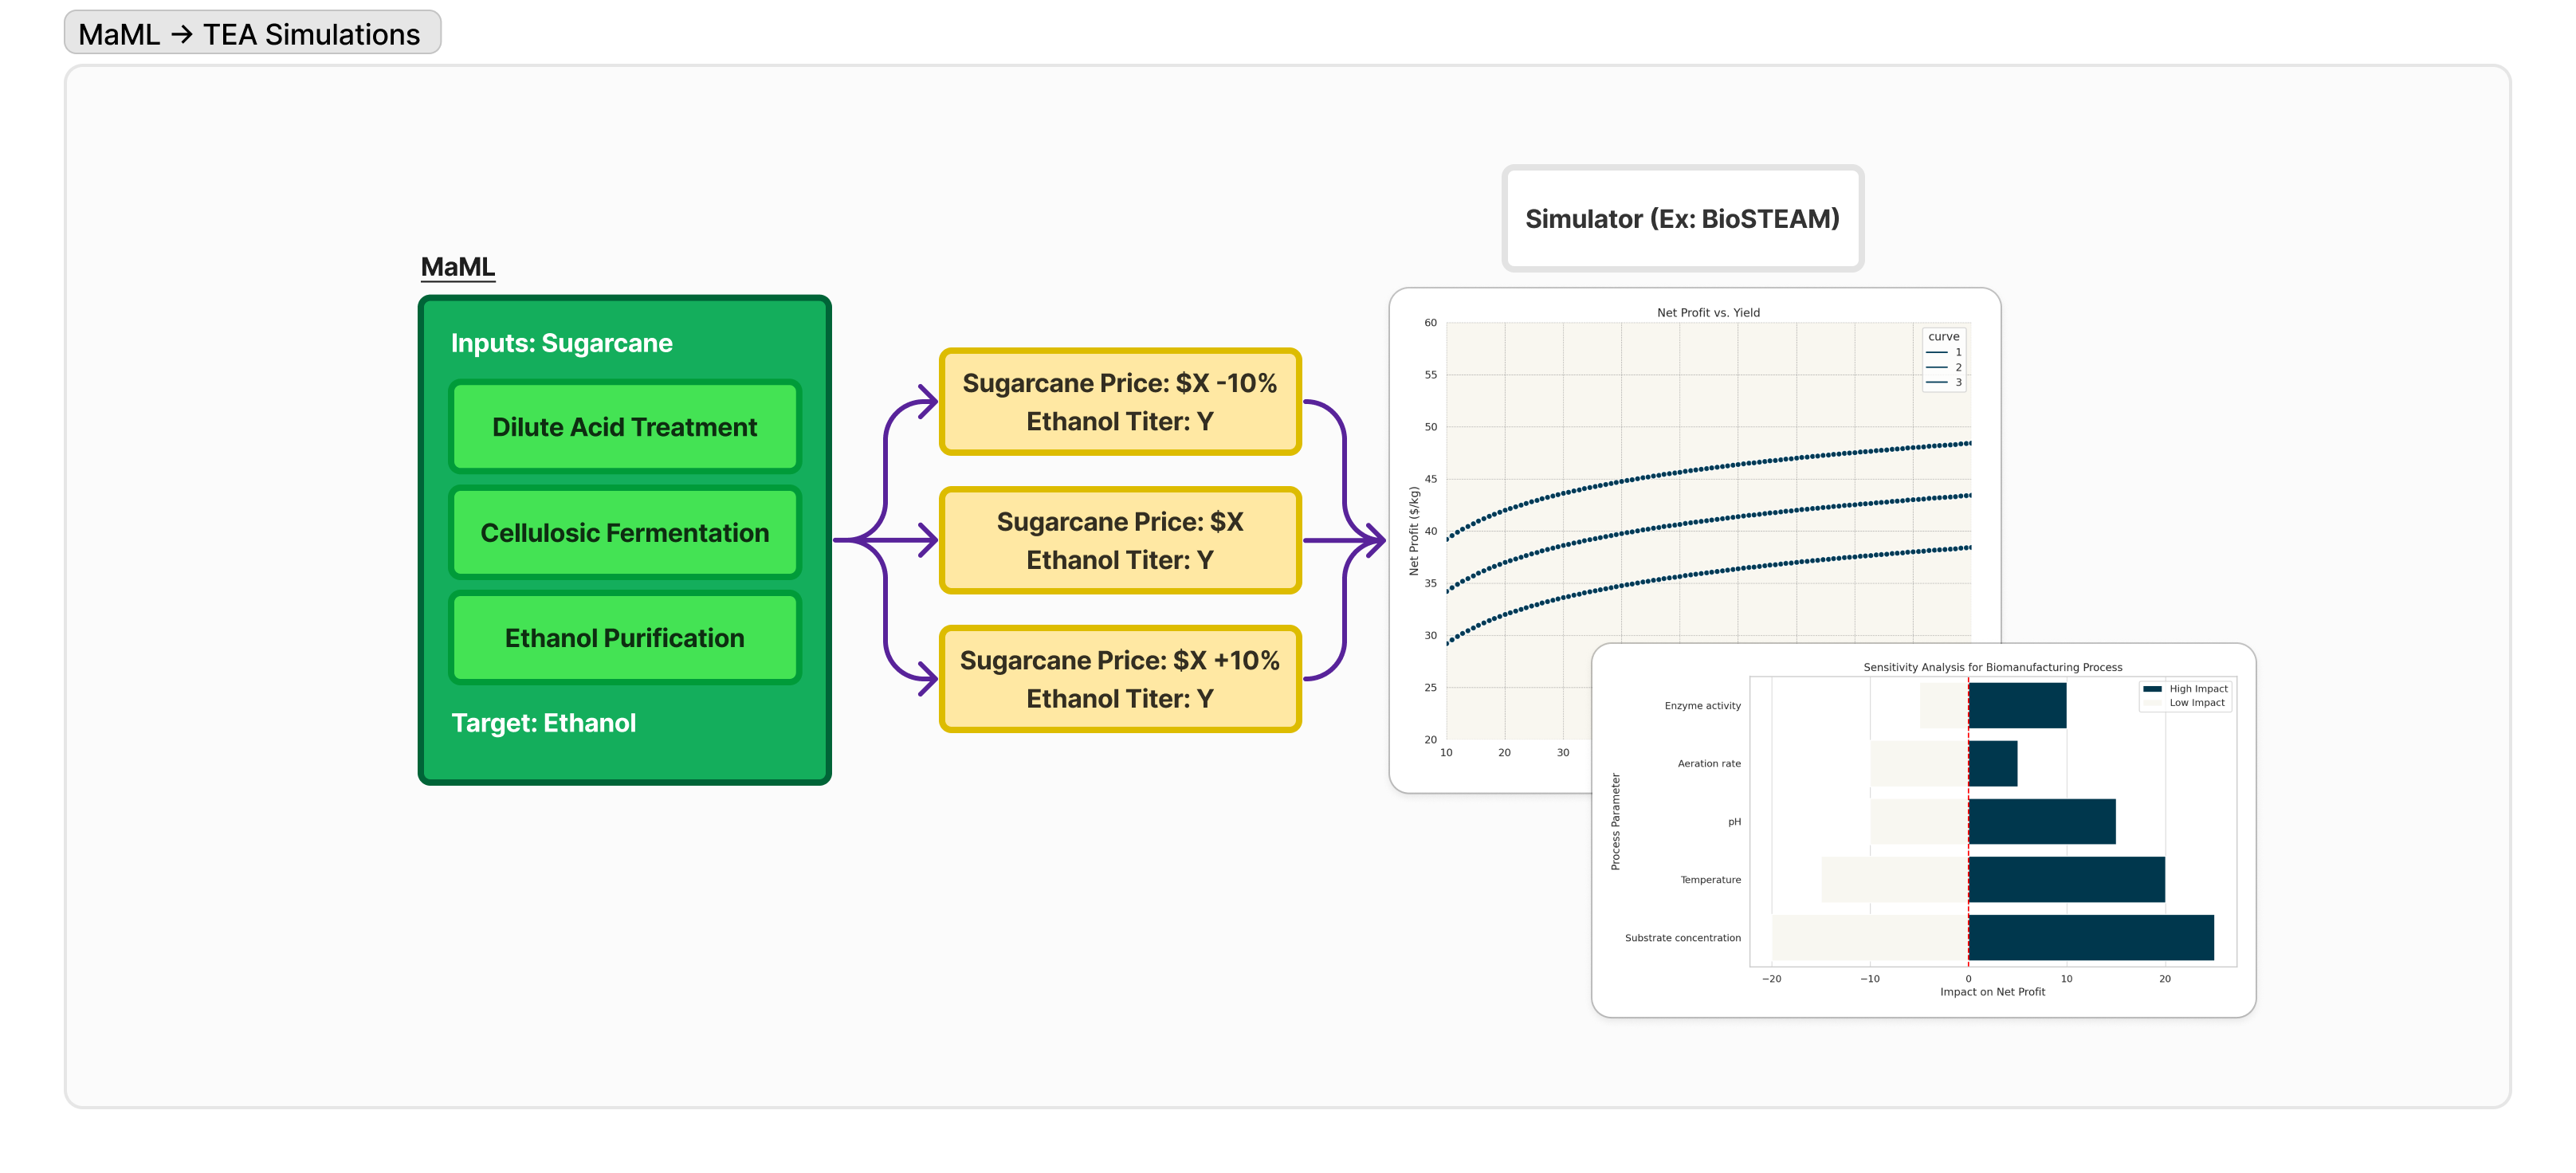 MaML → TEA Simulations
MaML
Inputs: Sugarcane
Dilute Acid Treatment
Cellulosic Fermentation
Ethanol Purification
Target: Ethanol
Sugarcane Price: $X -10%
Ethanol Titer: Y
Sugarcane Price: $X
Ethanol Titer: Y
Sugarcane Price: $X +10%
Ethanol Titer: Y
Simulator (Ex: BioSTEAM)
Net Profit vs. Yield
curve
1
2
3
Net Profit ($/kg)
60
55
50
45
40
35
30
25
20
10 20 30
Sensitivity Analysis for Biomanufacturing Process
High Impact
Low Impact
Process Parameter
Enzyme activity
Aeration rate
pH
Temperature
Substrate concentration
−20 −10 0 10 20
Impact on Net Profit